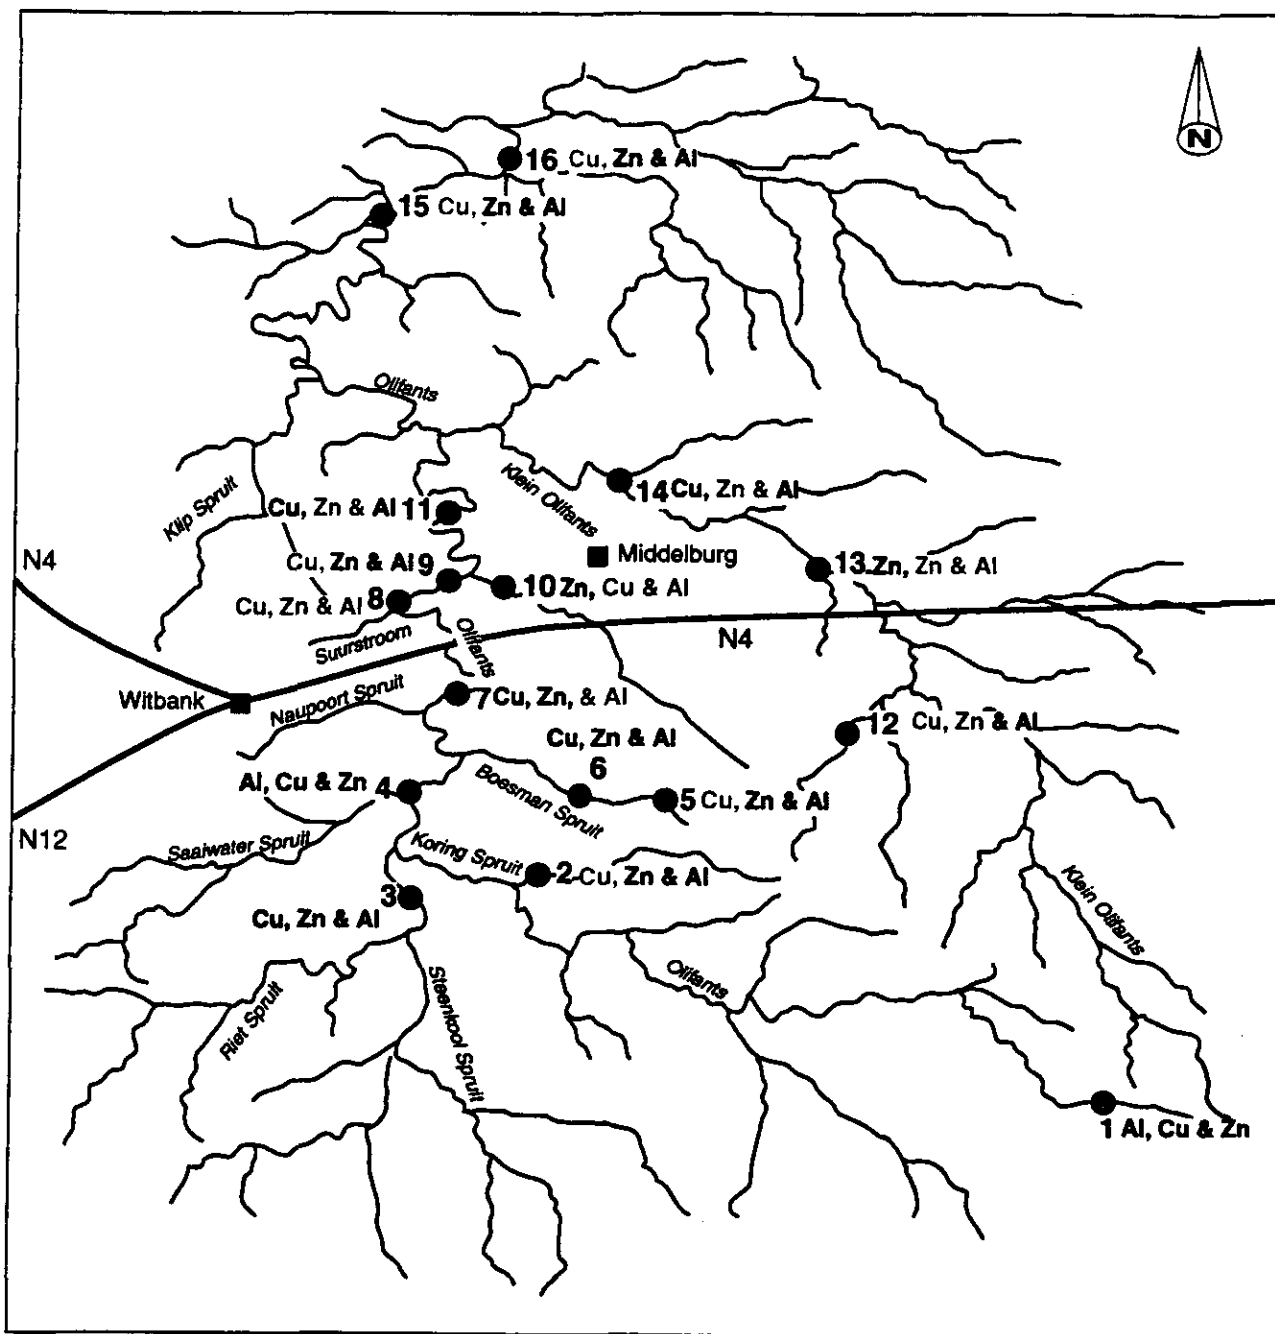 N
16 Cu, Zn & Al
15 Cu, Zn & Al
Olifants
Klip Spruit
Klein Olifants
14 Cu, Zn & Al
Cu, Zn & Al 11
N4
Middelburg
Cu, Zn & Al 9
13 Zn, Zn & Al
10 Zn, Cu & Al
Cu, Zn & Al 8
Suurstroom
Olifants
N4
Witbank
Naupoort Spruit
7 Cu, Zn, & Al
12 Cu, Zn & Al
Cu, Zn & Al
6
Al, Cu & Zn 4
Boesman Spruit
5 Cu, Zn & Al
N12
Saaiwater Spruit
Koring Spruit
2 Cu, Zn & Al
3
Cu, Zn & Al
Klein Olifants
Olifants
Riet Spruit
Steenkool Spruit
1 Al, Cu & Zn